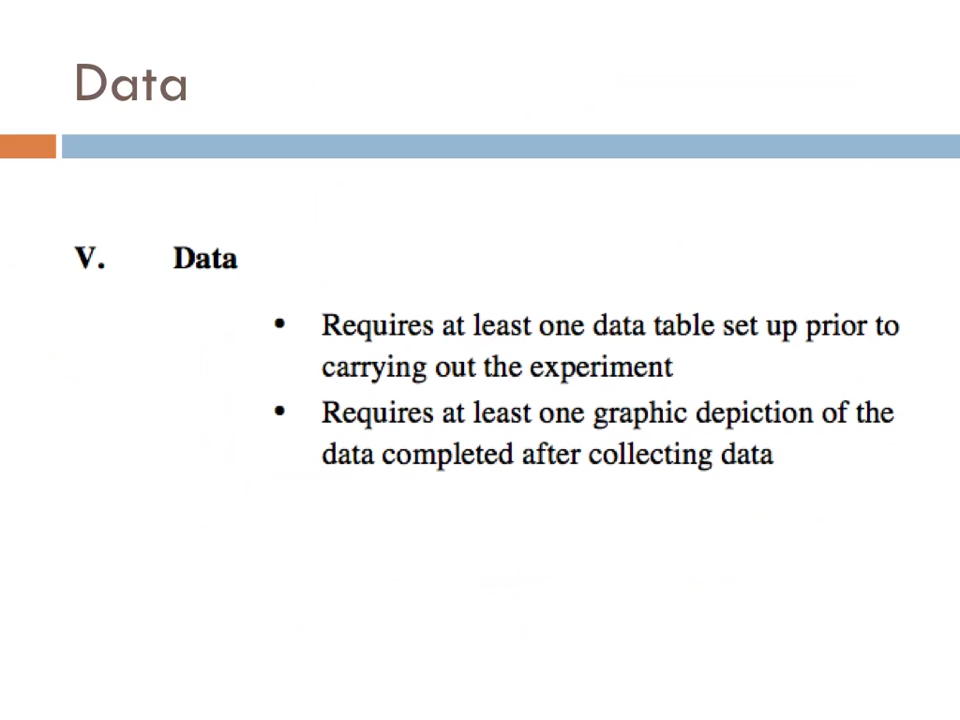 Data
V. Data
• Requires at least one data table set up prior to
carrying out the experiment
• Requires at least one graphic depiction of the
data completed after collecting data